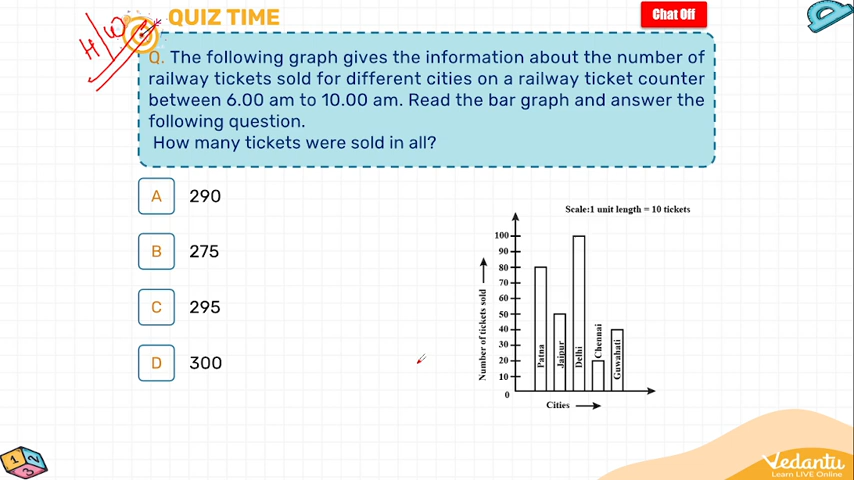 QUIZ TIME
Chat Off
H/W
Q. The following graph gives the information about the number of
railway tickets sold for different cities on a railway ticket counter
between 6.00 am to 10.00 am. Read the bar graph and answer the
following question.
How many tickets were sold in all?
A 290
B 275
C 295
D 300
Scale:1 unit length = 10 tickets
Number of tickets sold
100
90
80
70
60
50
40
30
20
10
0
Patna
Jaipur
Delhi
Chennai
Guwahati
Cities
1 2 3
Vedantu
Learn LIVE Online